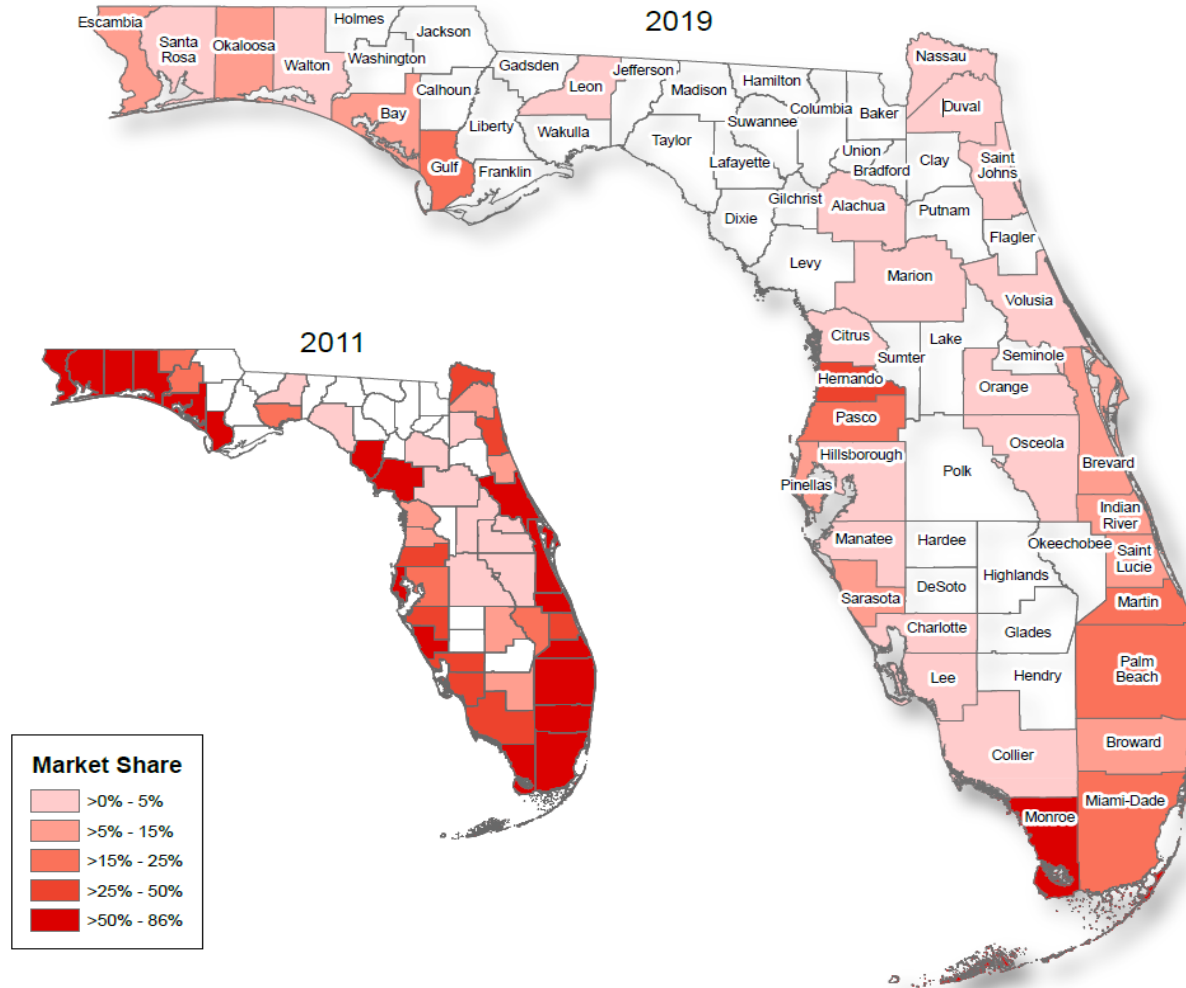 2019
Escambia
Santa
Rosa
Okaloosa
Walton
Holmes
Washington
Jackson
Bay
Calhoun
Gulf
Gadsden
Liberty
Franklin
Leon
Wakulla
Jefferson
Madison
Taylor
Hamilton
Suwannee
Lafayette
Dixie
Columbia
Baker
Union
Bradford
Gilchrist
Nassau
Duval
Clay
Saint
Johns
Alachua
Putnam
Flagler
Levy
Marion
Volusia
Citrus
Sumter
Lake
Seminole
Hernando
Orange
Pasco
Osceola
Hillsborough
Polk
Brevard
Pinellas
Indian
River
Manatee
Hardee
Okeechobee
Saint
Lucie
Highlands
Sarasota
DeSoto
Martin
Charlotte
Glades
Palm
Beach
Lee
Hendry
Broward
Collier
Miami-Dade
Monroe
2011
Market Share
>0% - 5%
>5% - 15%
>15% - 25%
>25% - 50%
>50% - 86%